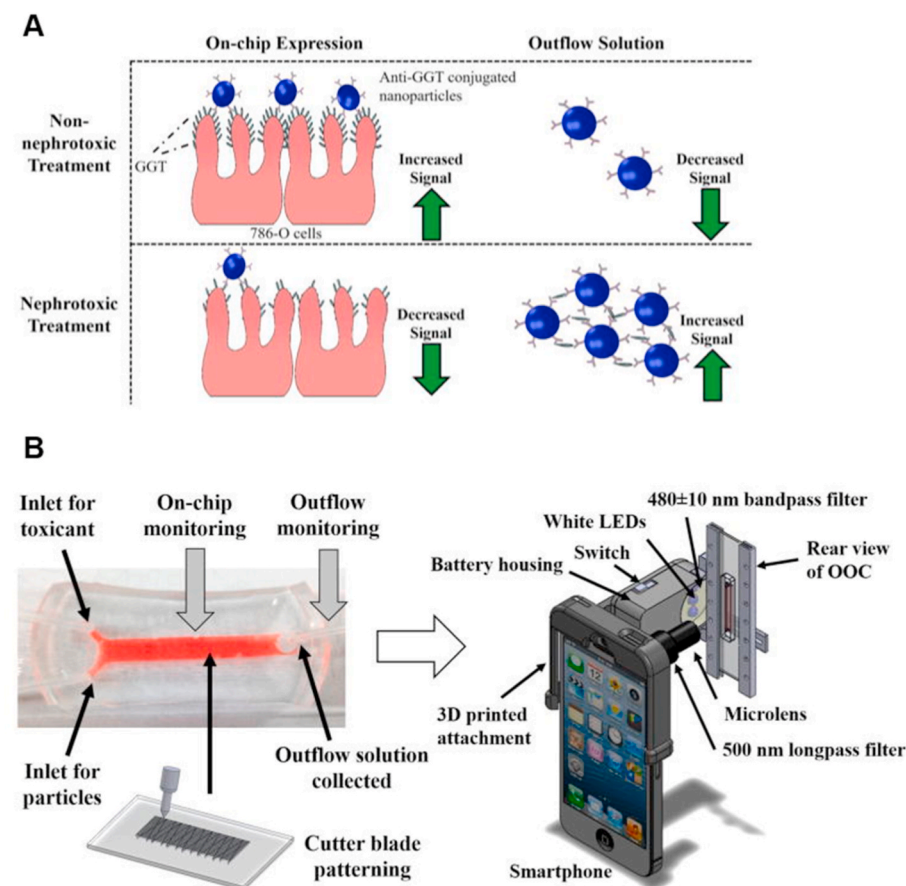 A
On-chip Expression
Outflow Solution
Non-
nephrotoxic
Treatment
GGT
Anti-GGT conjugated
nanoparticles
Increased
Signal
Decreased
Signal
786-O cells
Nephrotoxic
Treatment
Decreased
Signal
Increased
Signal
B
Inlet for
toxicant
On-chip
monitoring
Outflow
monitoring
Inlet for
particles
Outflow solution
collected
Cutter blade
patterning
480±10 nm bandpass filter
White LEDs
Switch
Battery housing
Rear view
of OOC
3D printed
attachment
Microlens
500 nm longpass filter
Smartphone